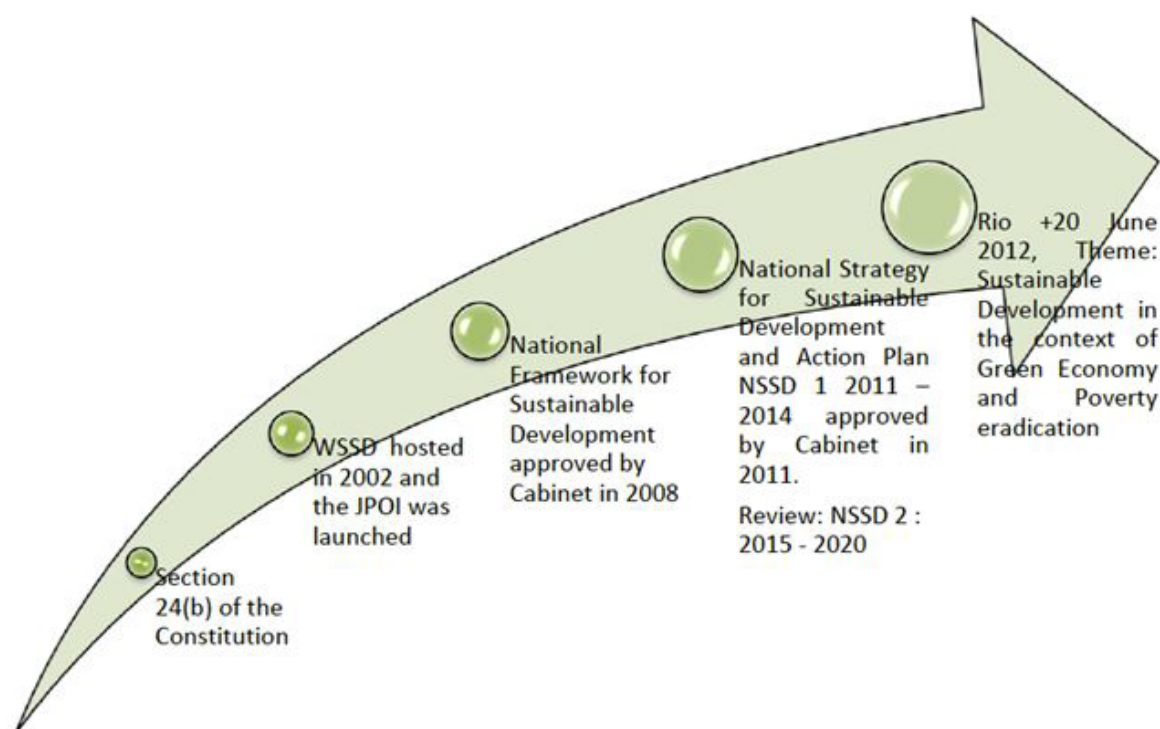 Section
24(b) of the
Constitution
WSSD hosted
in 2002 and
the JPOI was
launched
National
Framework for
Sustainable
Development
approved by
Cabinet in 2008
National Strategy
for Sustainable
Development
and Action Plan
NSSD 1 2011 –
2014 approved
by Cabinet in
2011.
Review: NSSD 2 :
2015 - 2020
Rio +20 June
2012, Theme:
Sustainable
Development in
the context of
Green Economy
and Poverty
eradication